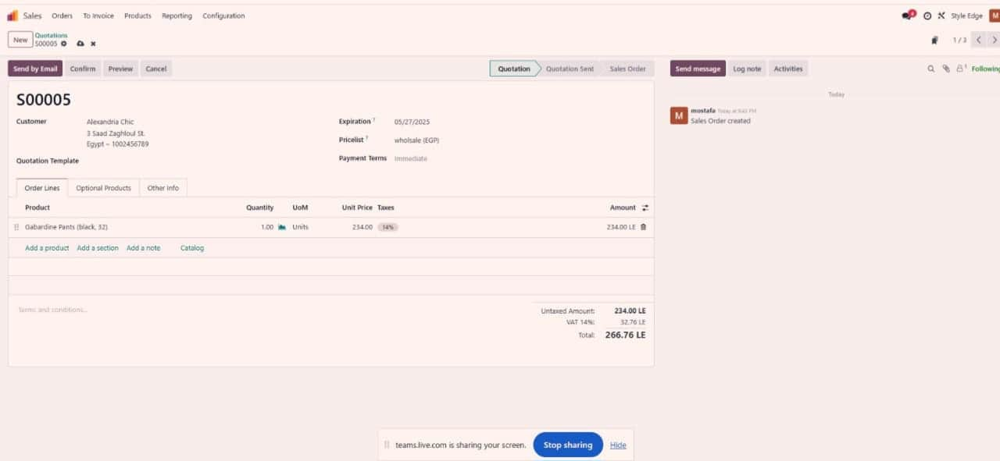 Sales Orders To Invoice Products Reporting Configuration 4 Style Edge M
New Quotations
S00005
1 / 3
Send by Email Confirm Preview Cancel Quotation Quotation Sent Sales Order Send message Log note Activities 1 Following
S00005
Today
Customer Alexandria Chic
3 Saad Zaghloul St.
Egypt – 1002456789
Expiration ? 05/27/2025
Pricelist ? wholsale (EGP)
Payment Terms Immediate
Quotation Template
M mostafa Today at 9:43 PM
Sales Order created
Order Lines Optional Products Other Info
Product Quantity UoM Unit Price Taxes Amount
Gabardine Pants (black, 32) 1.00 Units 234.00 14% 234.00 LE
Add a product Add a section Add a note Catalog
Terms and conditions...
Untaxed Amount: 234.00 LE
VAT 14%: 32.76 LE
Total: 266.76 LE
teams.live.com is sharing your screen. Stop sharing Hide